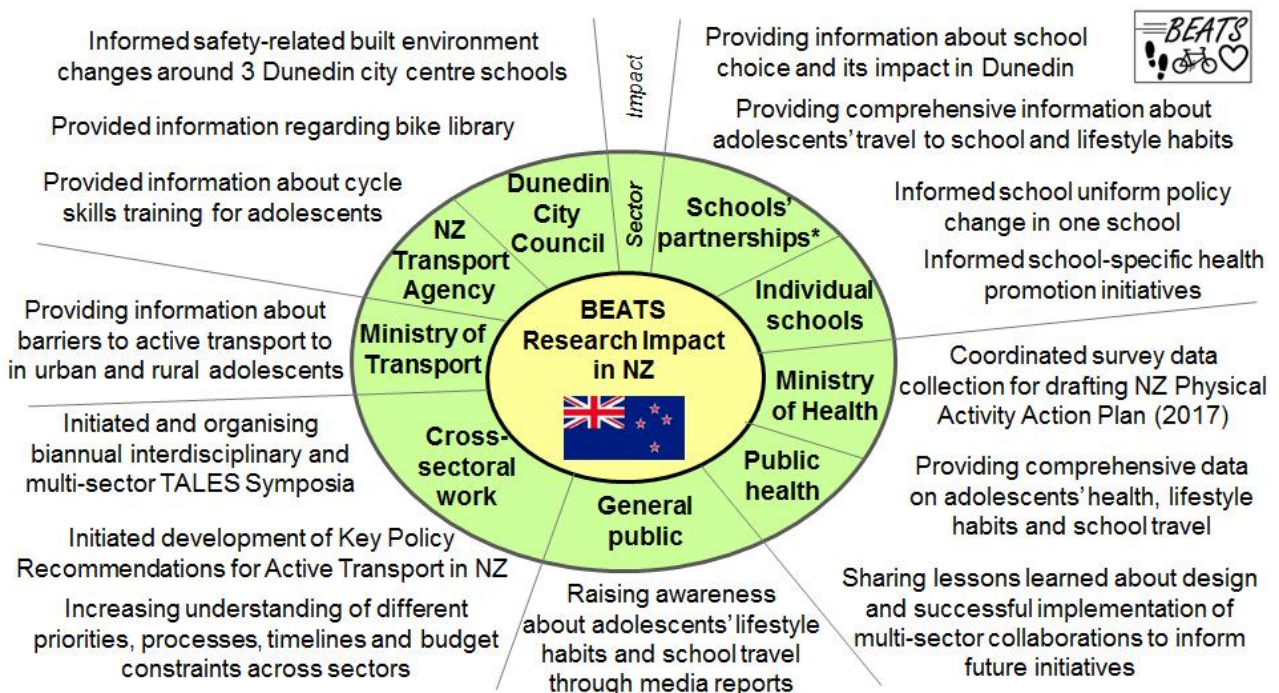 Informed safety-related built environment
changes around 3 Dunedin city centre schools
Provided information regarding bike library
Provided information about cycle
skills training for adolescents
Providing information about
barriers to active transport to
in urban and rural adolescents
Initiated and organising
biannual interdisciplinary and
multi-sector TALES Symposia
Initiated development of Key Policy
Recommendations for Active Transport in NZ
Increasing understanding of different
priorities, processes, timelines and budget
constraints across sectors
Impact
Sector
Providing information about school
choice and its impact in Dunedin
BEATS
Providing comprehensive information about
adolescents' travel to school and lifestyle habits
Informed school uniform policy
change in one school
Informed school-specific health
promotion initiatives
Coordinated survey data
collection for drafting NZ Physical
Activity Action Plan (2017)
Providing comprehensive data
on adolescents' health, lifestyle
habits and school travel
Sharing lessons learned about design
and successful implementation of
multi-sector collaborations to inform
future initiatives
Raising awareness
about adolescents' lifestyle
habits and school travel
through media reports
Dunedin
City
Council
Schools'
partnerships*
NZ
Transport
Agency
Individual
schools
Ministry of
Transport
Ministry
of Health
Cross-
sectoral
work
Public
health
General
public
BEATS
Research Impact
in NZ